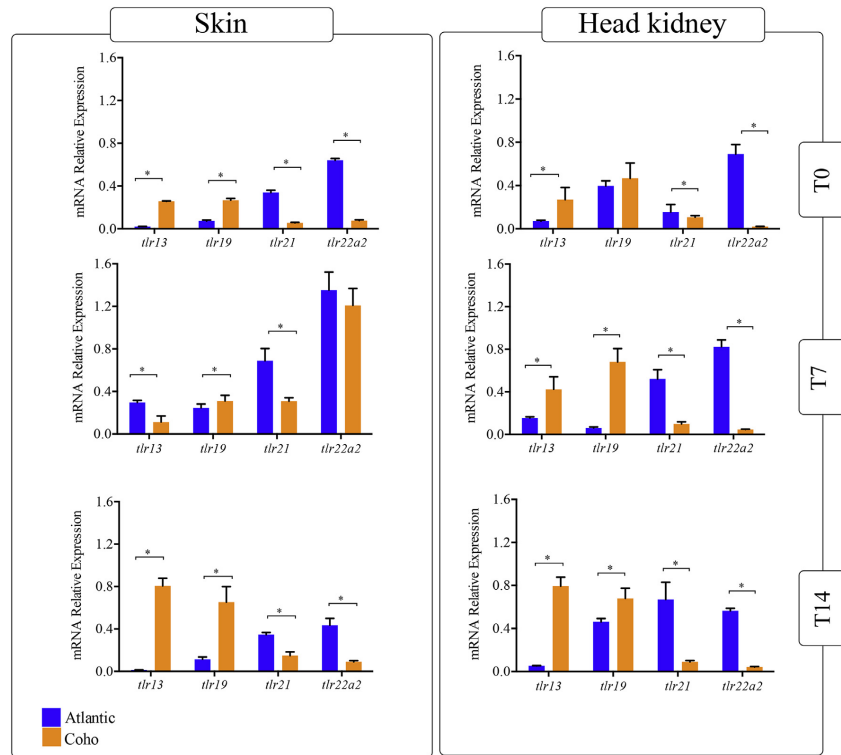 Skin
Head kidney
mRNA Relative Expression
1.6
1.2
0.8
0.4
0.0
*
*
*
*
tlr13 tlr19 tlr21 tlr22a2
mRNA Relative Expression
1.6
1.2
0.8
0.4
0.0
*
*
*
tlr13 tlr19 tlr21 tlr22a2
T0
mRNA Relative Expression
1.6
1.2
0.8
0.4
0.0
*
*
*
tlr13 tlr19 tlr21 tlr22a2
mRNA Relative Expression
1.6
1.2
0.8
0.4
0.0
*
*
*
*
tlr13 tlr19 tlr21 tlr22a2
T7
mRNA Relative Expression
1.6
1.2
0.8
0.4
0.0
*
*
*
*
tlr13 tlr19 tlr21 tlr22a2
mRNA Relative Expression
1.6
1.2
0.8
0.4
0.0
*
*
*
*
tlr13 tlr19 tlr21 tlr22a2
T14
Atlantic
Coho